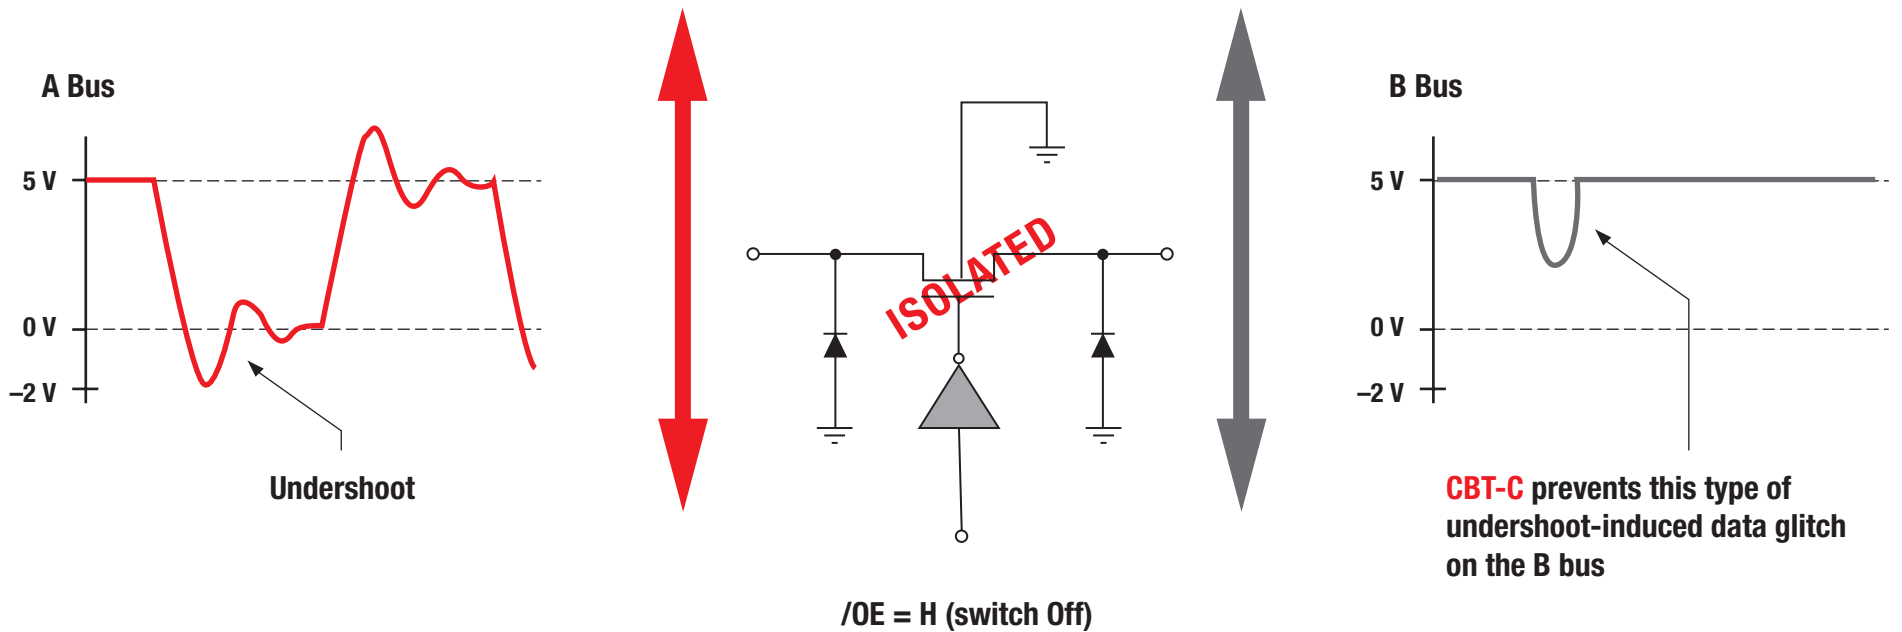 A Bus
5 V
0 V
–2 V
Undershoot
ISOLATED
/OE = H (switch Off)
B Bus
5 V
0 V
–2 V
CBT-C prevents this type of
undershoot-induced data glitch
on the B bus